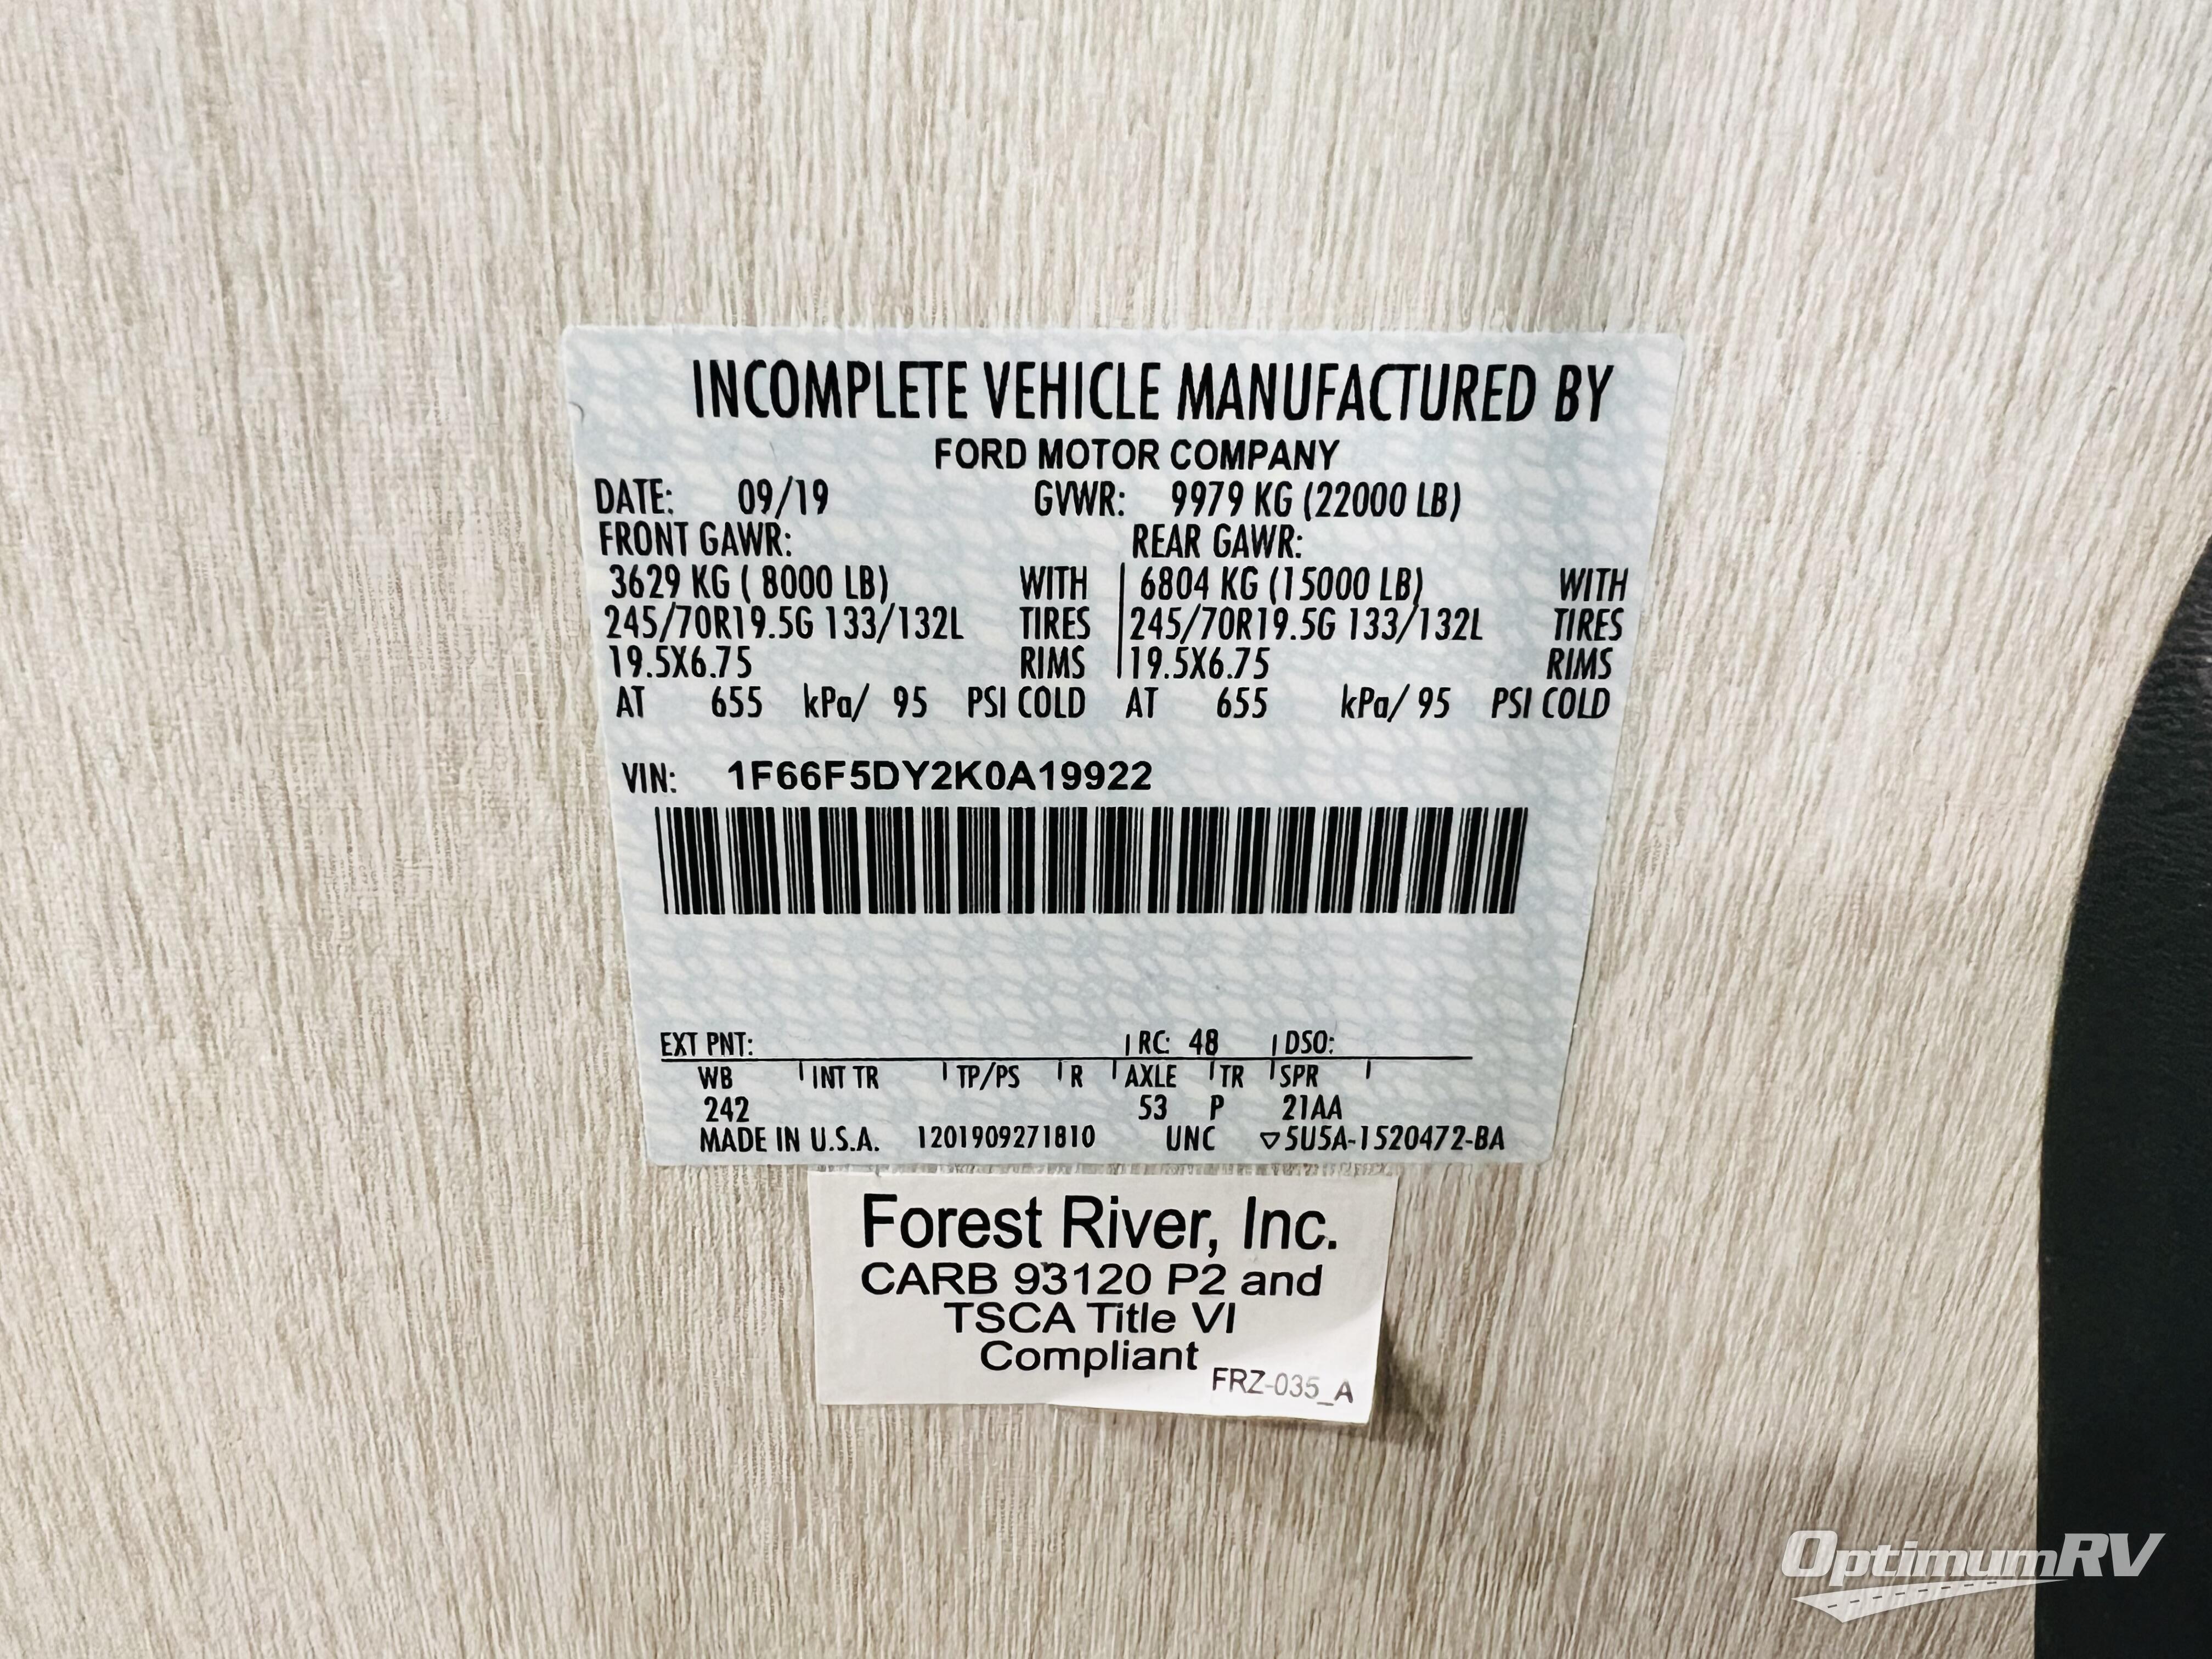 INCOMPLETE VEHICLE MANUFACTURED BY
FORD MOTOR COMPANY
DATE: 09/19 GVWR: 9979 KG (22000 LB)
FRONT GAWR: REAR GAWR:
3629 KG ( 8000 LB) WITH 6804 KG (15000 LB) WITH
245/70R19.5G 133/132L TIRES 245/70R19.5G 133/132L TIRES
19.5X6.75 RIMS 19.5X6.75 RIMS
AT 655 kPa/ 95 PSI COLD AT 655 kPa/ 95 PSI COLD
VIN: 1F66F5DY2K0A19922
EXT PNT: RC: 48 DSO:
WB INT TR TP/PS R AXLE TR SPR
242 53 P 21AA
MADE IN U.S.A. 1201909271810 UNC ▽5U5A-1520472-BA
Forest River, Inc.
CARB 93120 P2 and
TSCA Title VI
Compliant
FRZ-035_A
OptimumRV